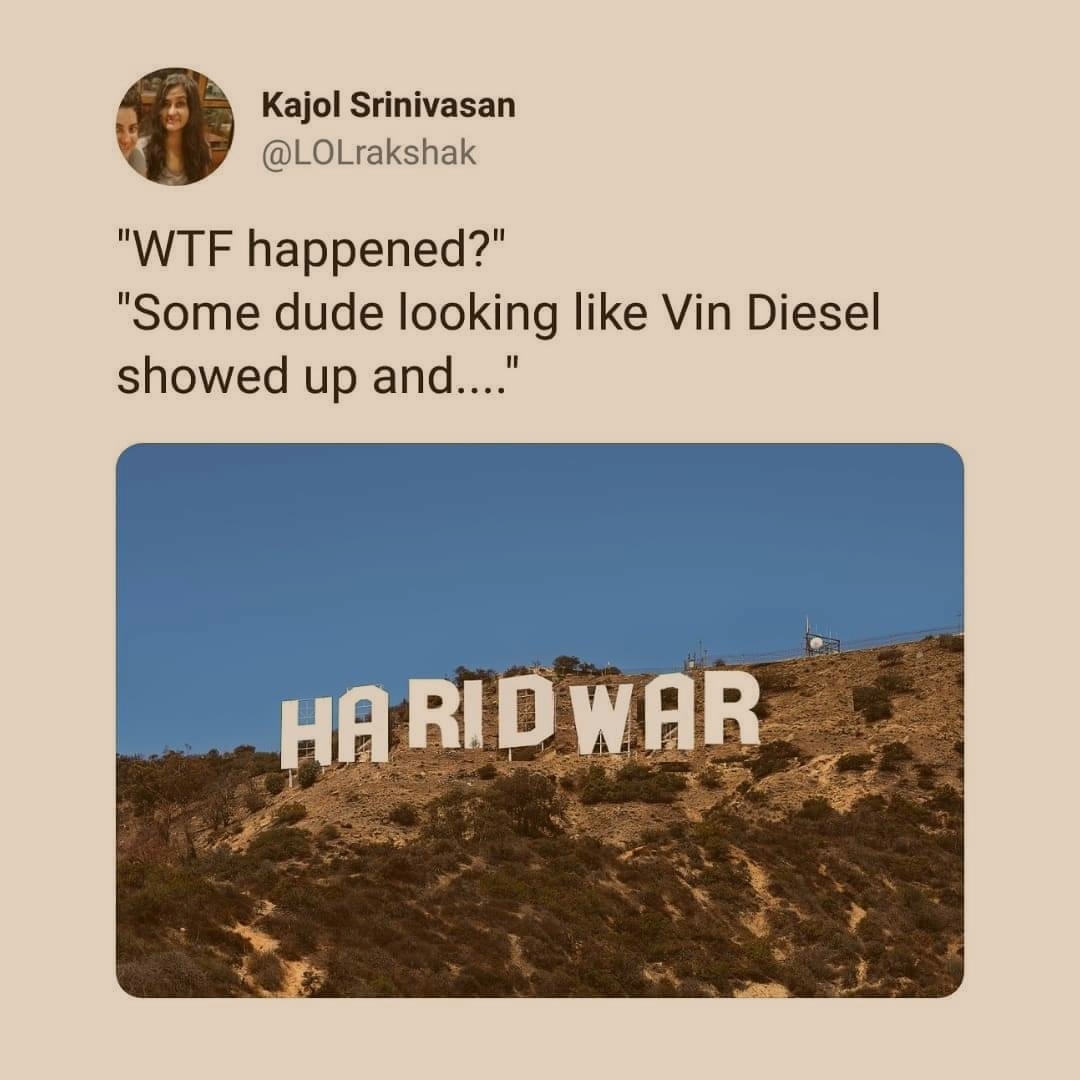 Kajol Srinivasan
@LOLrakshak
"WTF happened?"
"Some dude looking like Vin Diesel
showed up and...."
HARIDWAR